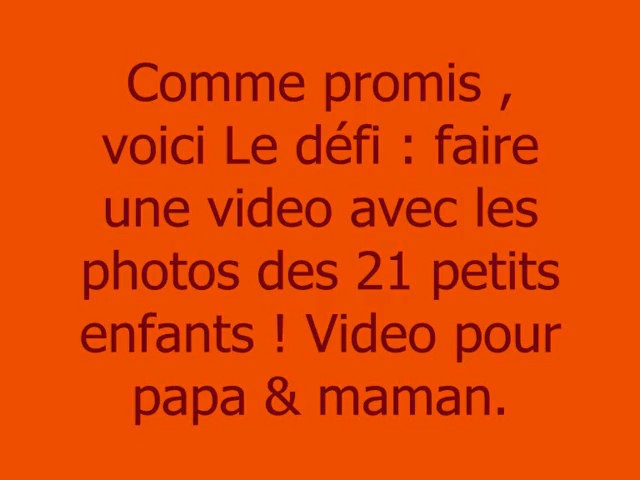 Comme promis ,
voici Le défi : faire
une video avec les
photos des 21 petits
enfants ! Video pour
papa & maman.